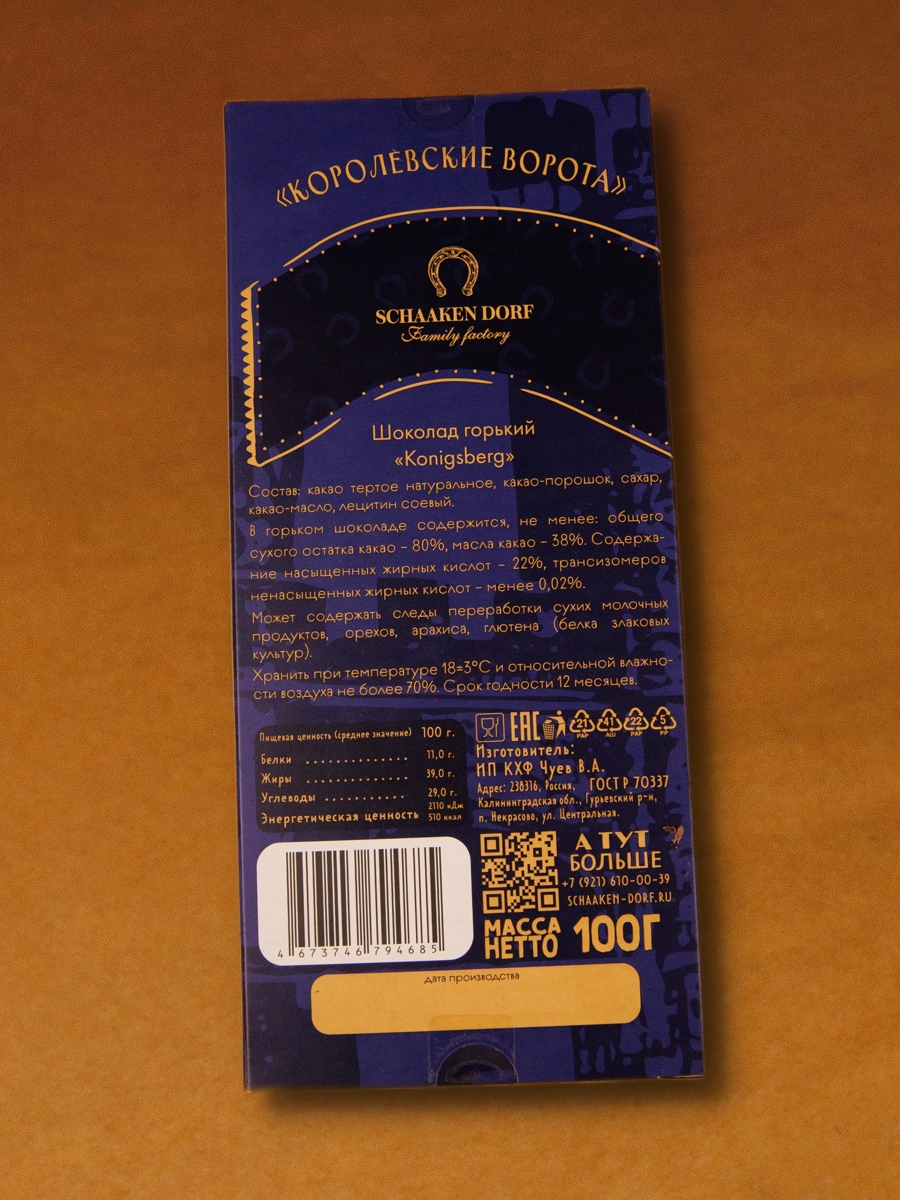 «КОРОЛЕВСКИЕ ВОРОТА»
SCHAAKEN DORF
Family factory
Шоколад горький
«Konigsberg»
Состав: какао тертое натуральное, какао-порошок, сахар,
какао-масло, лецитин соевый.
В горьком шоколаде содержится, не менее: общего
сухого остатка какао – 80%, масла какао – 38%. Содержа-
ние насыщенных жирных кислот – 22%, трансизомеров
ненасыщенных жирных кислот – менее 0,02%.
Может содержать следы переработки сухих молочных
продуктов, орехов, арахиса, глютена (белка злаковых
культур).
Хранить при температуре 18±3°С и относительной влажно-
сти воздуха не более 70%. Срок годности 12 месяцев.
Пищевая ценность (среднее значение) 100 г.
Белки .............. 11,0 г.
Жиры .............. 39,0 г.
Углеводы .......... 29,0 г.
2110 кДж
Энергетическая ценность 510 ккал
EAC 21 41 22 5
PAP ALU PAP PP
Изготовитель:
ИП КХФ Чуев В.А.
Адрес: 238316, Россия, ГОСТ Р 70337
Калининградская обл., Гурьевский р-н,
п. Некрасово, ул. Центральная.
А ТУТ
БОЛЬШЕ
+7 (921) 610-00-39
SCHAAKEN-DORF.RU
МАССА
НЕТТО 100Г
4 673746 794685
дата производства